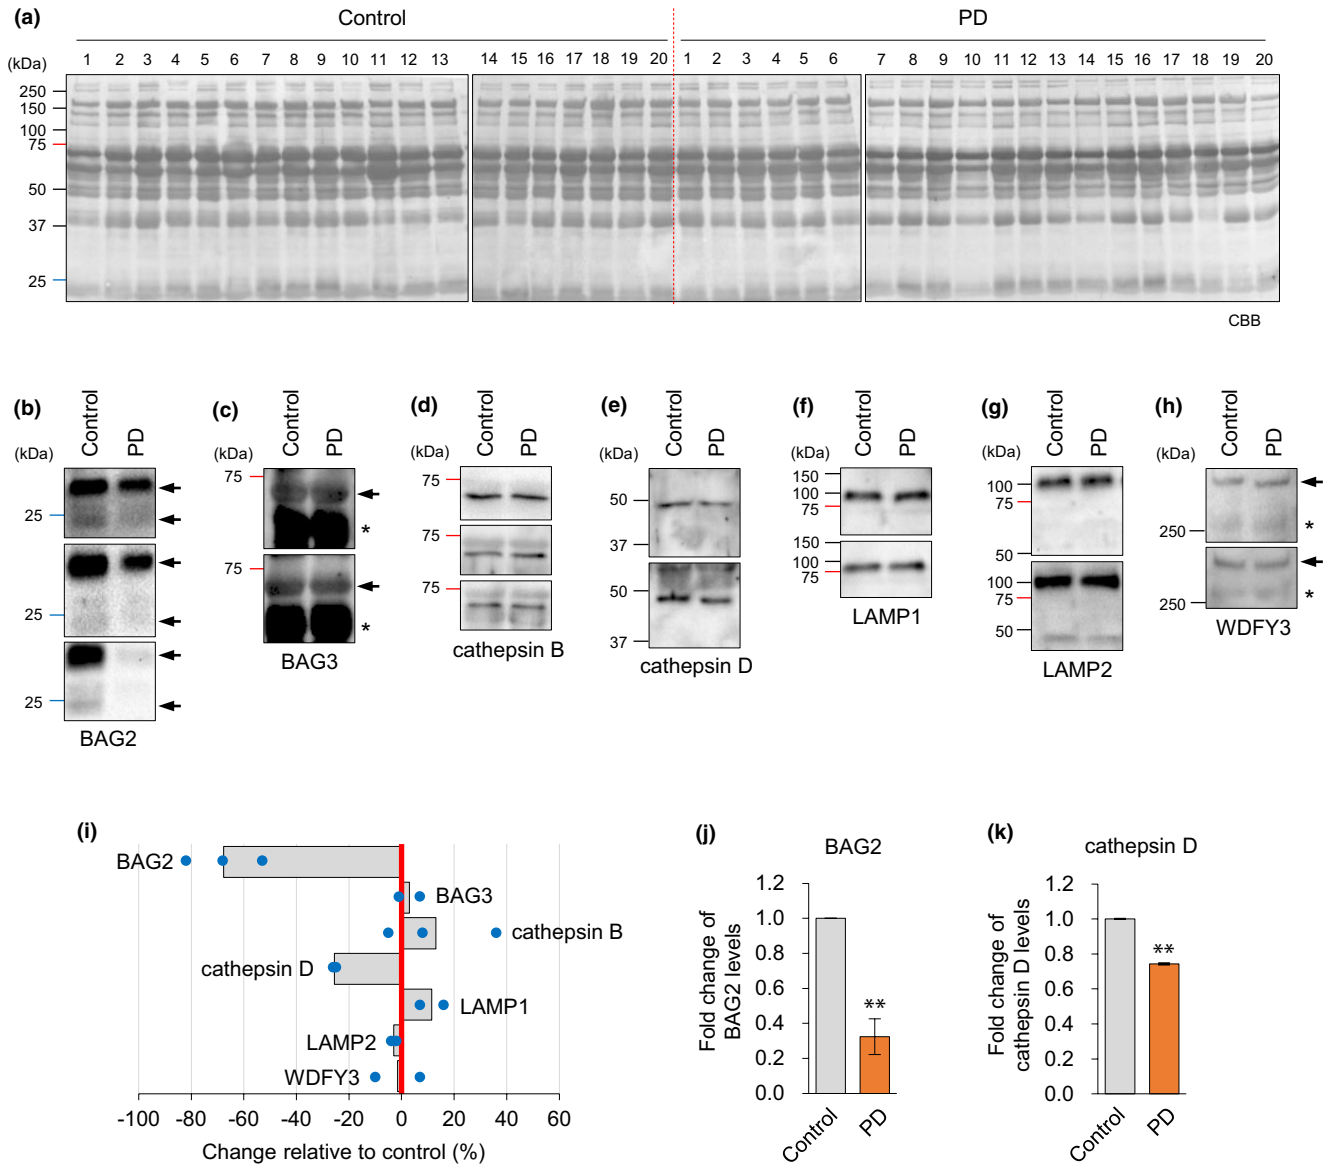 (a)
Control
PD
1 2 3 4 5 6 7 8 9 10 11 12 13 14 15 16 17 18 19 20 1 2 3 4 5 6 7 8 9 10 11 12 13 14 15 16 17 18 19 20
(kDa)
250
150
100
75
50
37
25
CBB
(b)
(kDa)
Control
PD
25
25
25
BAG2
(c)
(kDa)
Control
PD
75
*
75
*
BAG3
(d)
(kDa)
Control
PD
75
75
75
cathepsin B
(e)
(kDa)
Control
PD
50
37
50
37
cathepsin D
(f)
(kDa)
Control
PD
150
100
75
150
100
75
LAMP1
(g)
(kDa)
Control
PD
100
75
50
100
75
50
LAMP2
(h)
(kDa)
Control
PD
250
*
250
*
WDFY3
(i)
BAG2
BAG3
cathepsin B
cathepsin D
LAMP1
LAMP2
WDFY3
-100 -80 -60 -40 -20 0 20 40 60
Change relative to control (%)
(j)
BAG2
Fold change of
BAG2 levels
1.2
1.0
0.8
0.6
0.4
0.2
0.0
**
Control
PD
(k)
cathepsin D
Fold change of
cathepsin D levels
1.2
1.0
0.8
0.6
0.4
0.2
0.0
**
Control
PD